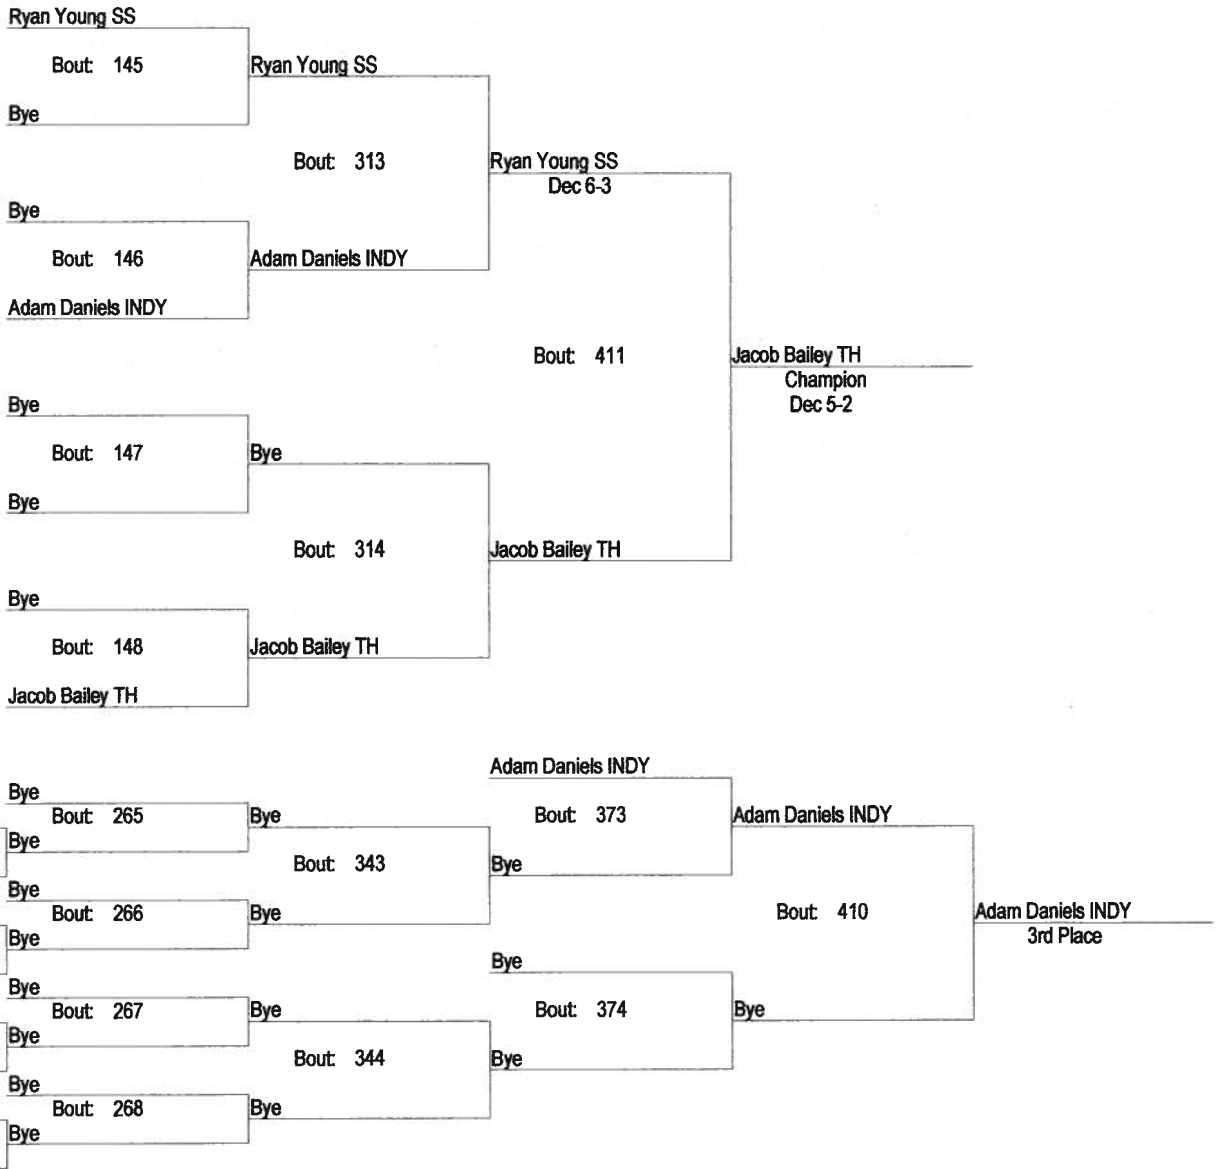 Ryan Young SS
Bout: 145
Ryan Young SS
Bye
Bout: 313
Ryan Young SS
Dec 6-3
Bye
Bout: 146
Adam Daniels INDY
Adam Daniels INDY
Bout: 411
Jacob Bailey TH
Champion
Dec 5-2
Bye
Bout: 147
Bye
Bye
Bout: 314
Jacob Bailey TH
Bye
Bout: 148
Jacob Bailey TH
Jacob Bailey TH
Adam Daniels INDY
Bye
Bout: 265
Bye
Bout: 373
Adam Daniels INDY
Bye
Bout: 343
Bye
Bye
Bout: 266
Bye
Bout: 410
Adam Daniels INDY
3rd Place
Bye
Bye
Bye
Bout: 267
Bye
Bout: 374
Bye
Bye
Bout: 344
Bye
Bye
Bout: 268
Bye
Bye